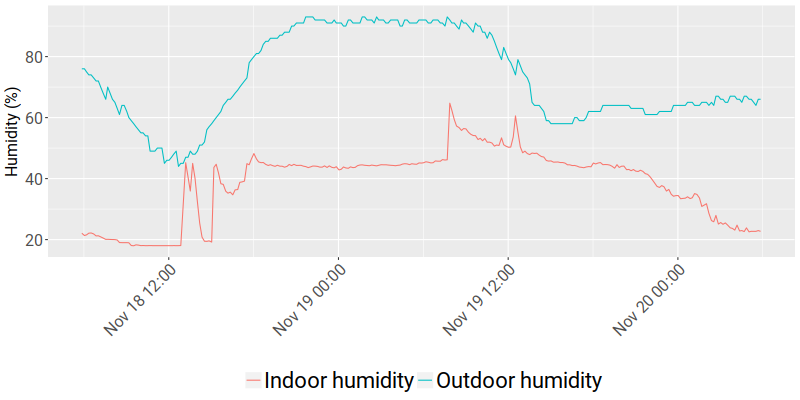 Humidity (%)
80
60
40
20
Nov 18 12:00
Nov 19 00:00
Nov 19 12:00
Nov 20 00:00
Indoor humidity Outdoor humidity